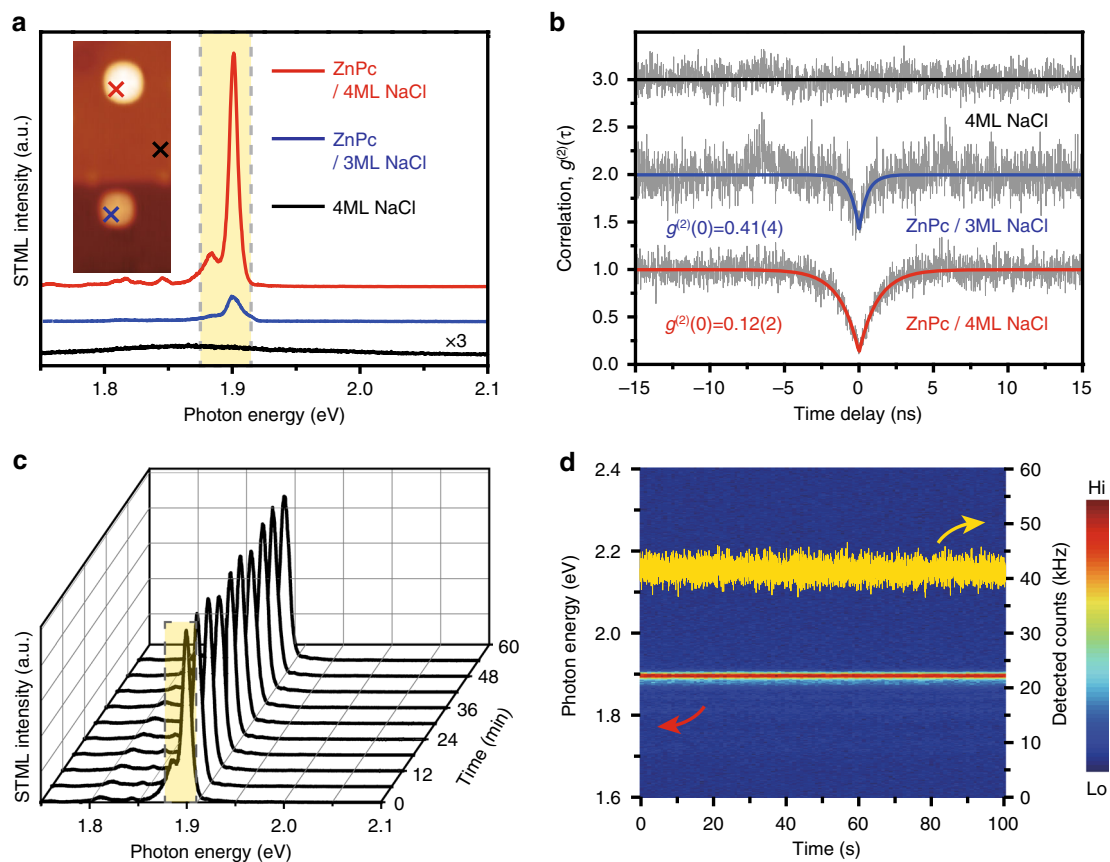 a
STML intensity (a.u.)
ZnPc
/ 4ML NaCl
ZnPc
/ 3ML NaCl
4ML NaCl
×3
1.8
1.9
2.0
2.1
Photon energy (eV)
b
Correlation, g(2)(τ)
3.0
2.5
2.0
1.5
1.0
0.5
0.0
4ML NaCl
g(2)(0)=0.41(4)
ZnPc / 3ML NaCl
g(2)(0)=0.12(2)
ZnPc / 4ML NaCl
−15
−10
−5
0
5
10
15
Time delay (ns)
c
STML intensity (a.u.)
60
48
36
24
12
0
Time (min)
1.8
1.9
2.0
2.1
Photon energy (eV)
d
Photon energy (eV)
2.4
2.2
2.0
1.8
1.6
60
50
40
30
20
10
0
Detected counts (kHz)
Hi
Lo
0
20
40
60
80
100
Time (s)